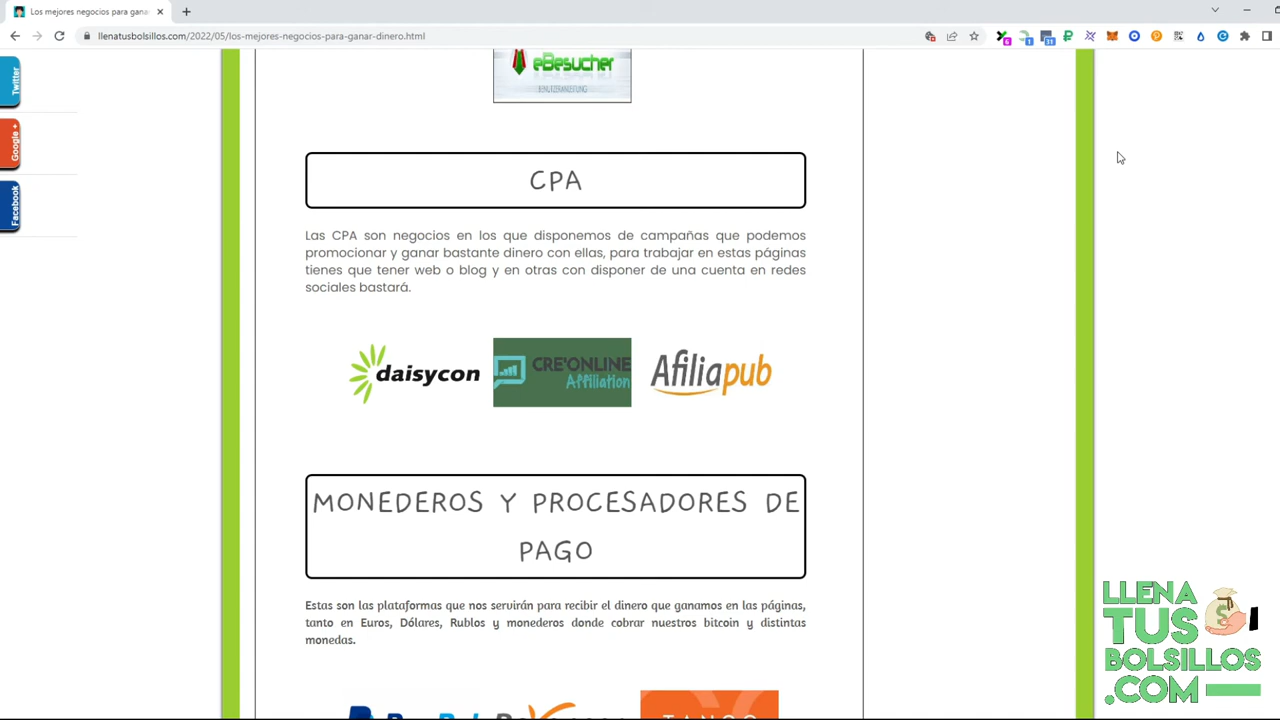 Los mejores negocios para gana
llenatusbolsillos.com/2022/05/los-mejores-negocios-para-ganar-dinero.html
Twitter
Google +
Facebook
eBesucher
BENUTZERANLEITUNG
CPA
Las CPA son negocios en los que disponemos de campañas que podemos
promocionar y ganar bastante dinero con ellas, para trabajar en estas páginas
tienes que tener web o blog y en otras con disponer de una cuenta en redes
sociales bastará.
daisycon
CRE'ONLINE
Affiliation
Afiliapub
MONEDEROS Y PROCESADORES DE
PAGO
Estas son las plataformas que nos servirán para recibir el dinero que ganamos en las páginas,
tanto en Euros, Dólares, Rublos y monederos donde cobrar nuestros bitcoin y distintas
monedas.
LLENA
TUS
BOLSILLOS
.COM